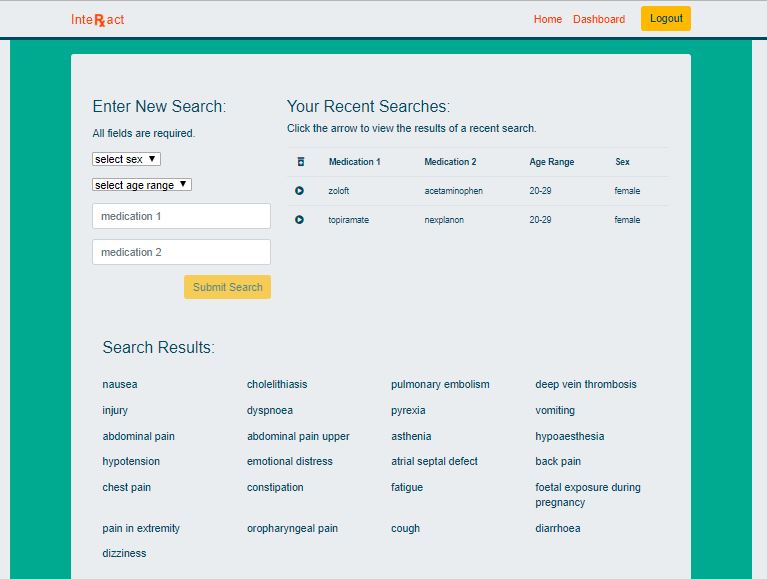 InteRxact
Home Dashboard Logout
Enter New Search:
All fields are required.
select sex
select age range
medication 1
medication 2
Submit Search
Your Recent Searches:
Click the arrow to view the results of a recent search.
Medication 1 Medication 2 Age Range Sex
zoloft acetaminophen 20-29 female
topiramate nexplanon 20-29 female
Search Results:
nausea cholelithiasis pulmonary embolism deep vein thrombosis
injury dyspnoea pyrexia vomiting
abdominal pain abdominal pain upper asthenia hypoaesthesia
hypotension emotional distress atrial septal defect back pain
chest pain constipation fatigue foetal exposure during
pregnancy
pain in extremity oropharyngeal pain cough diarrhoea
dizziness